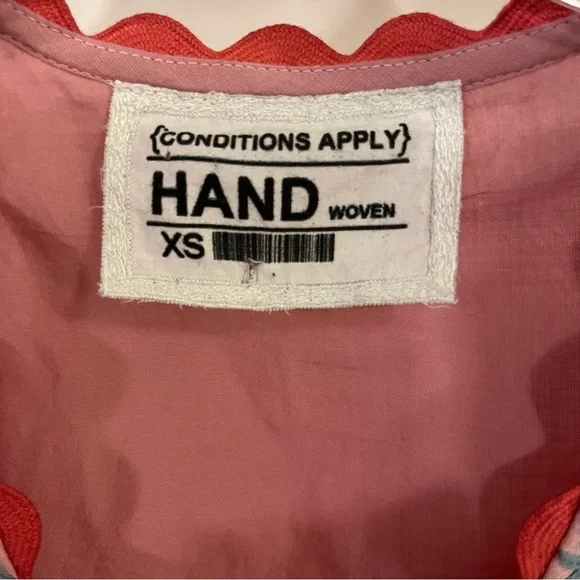 {CONDITIONS APPLY}
HAND WOVEN
XS